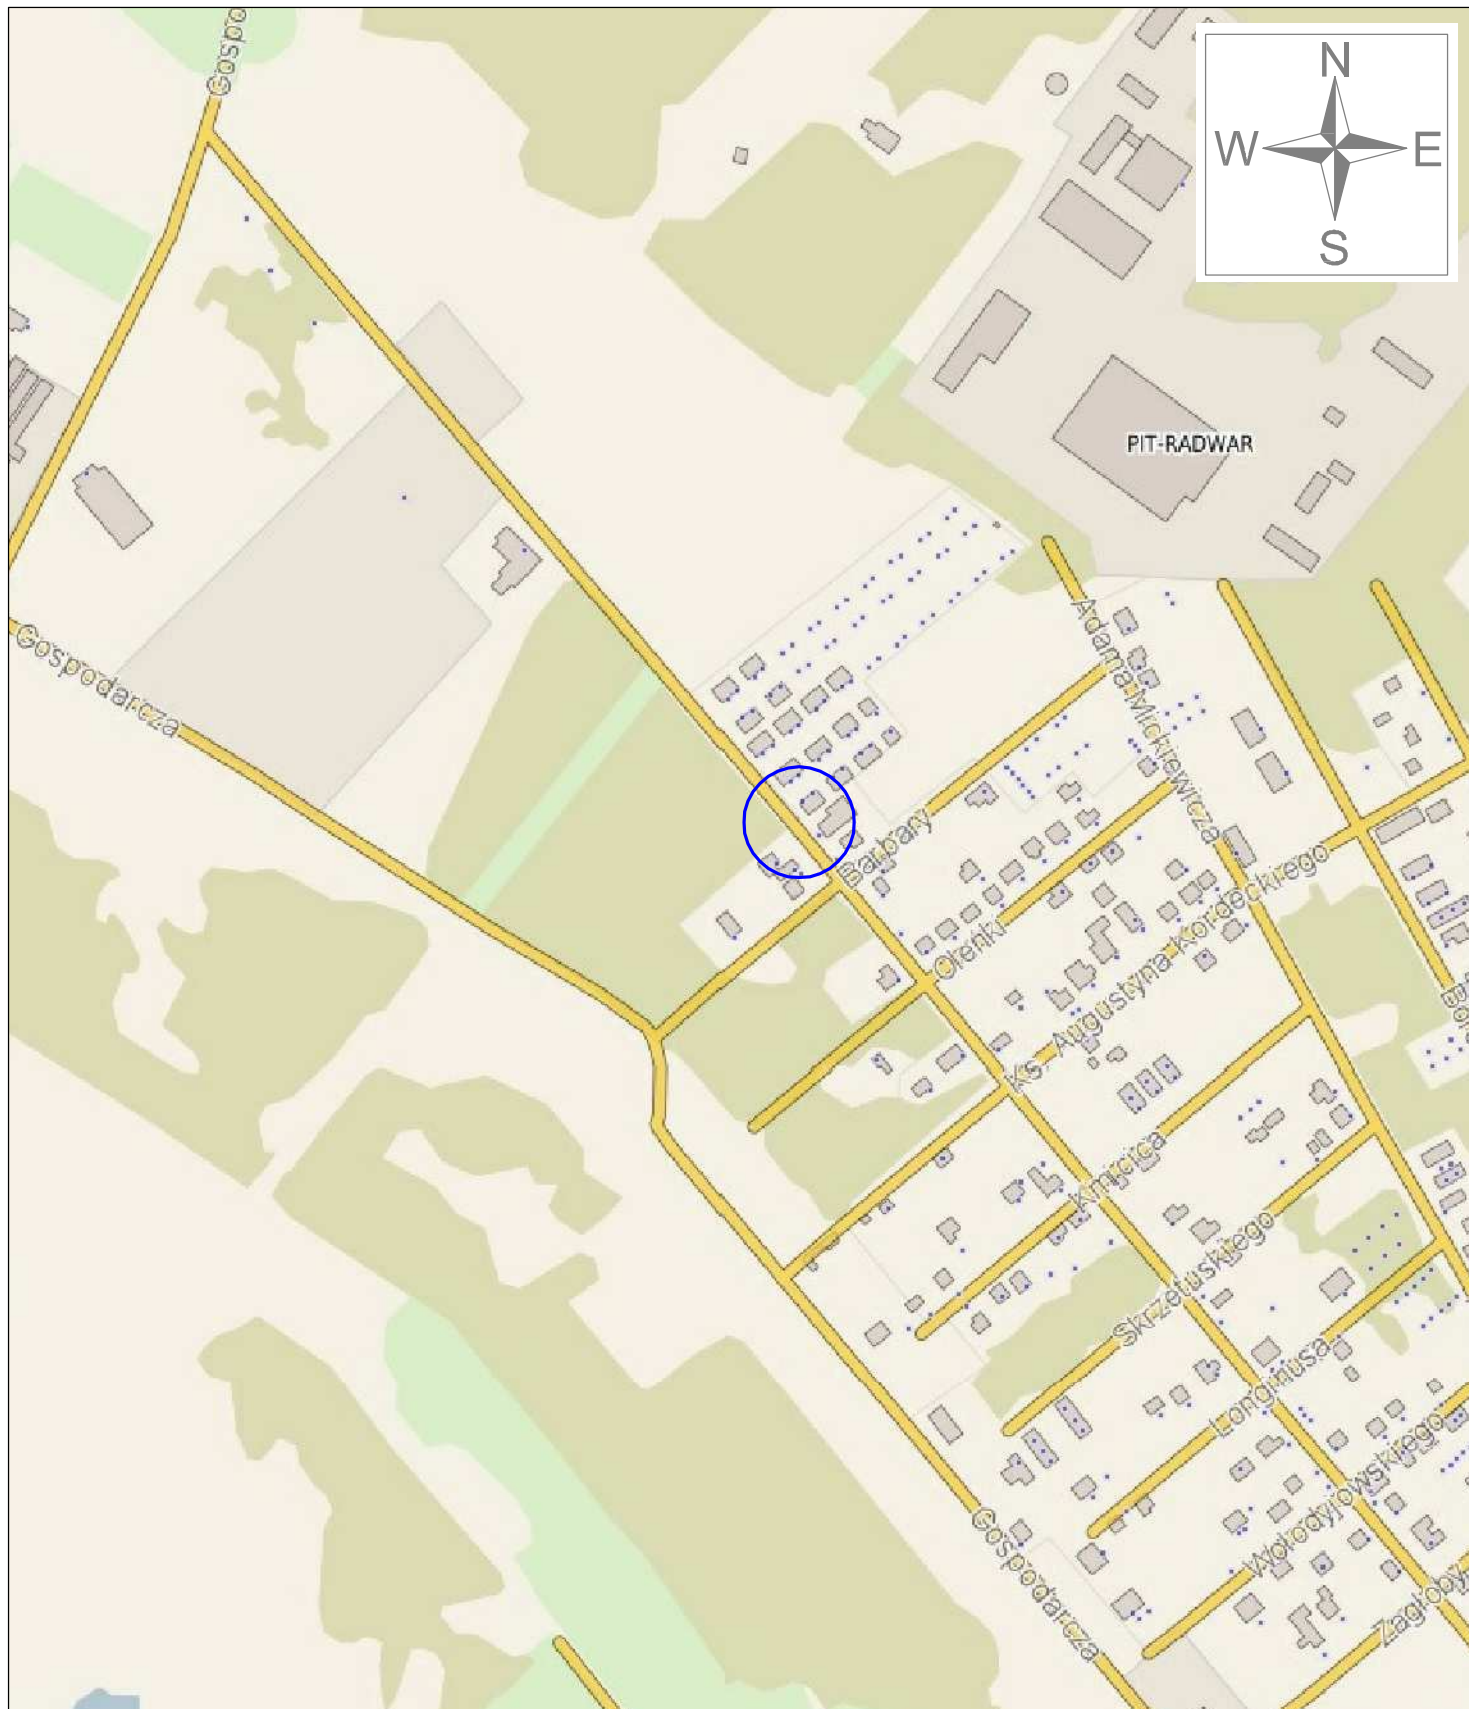 Gospo
N
W
E
S
PIT-RADWAR
Adama Mickiewicza
Gospodarcza
Barbary
Oleńki
Ks. Augustyna Kordeckiego
Kmicica
Skrzetuskiego
Longinusa
Wołodyjowskiego
Gospodarcza
Zagłoby